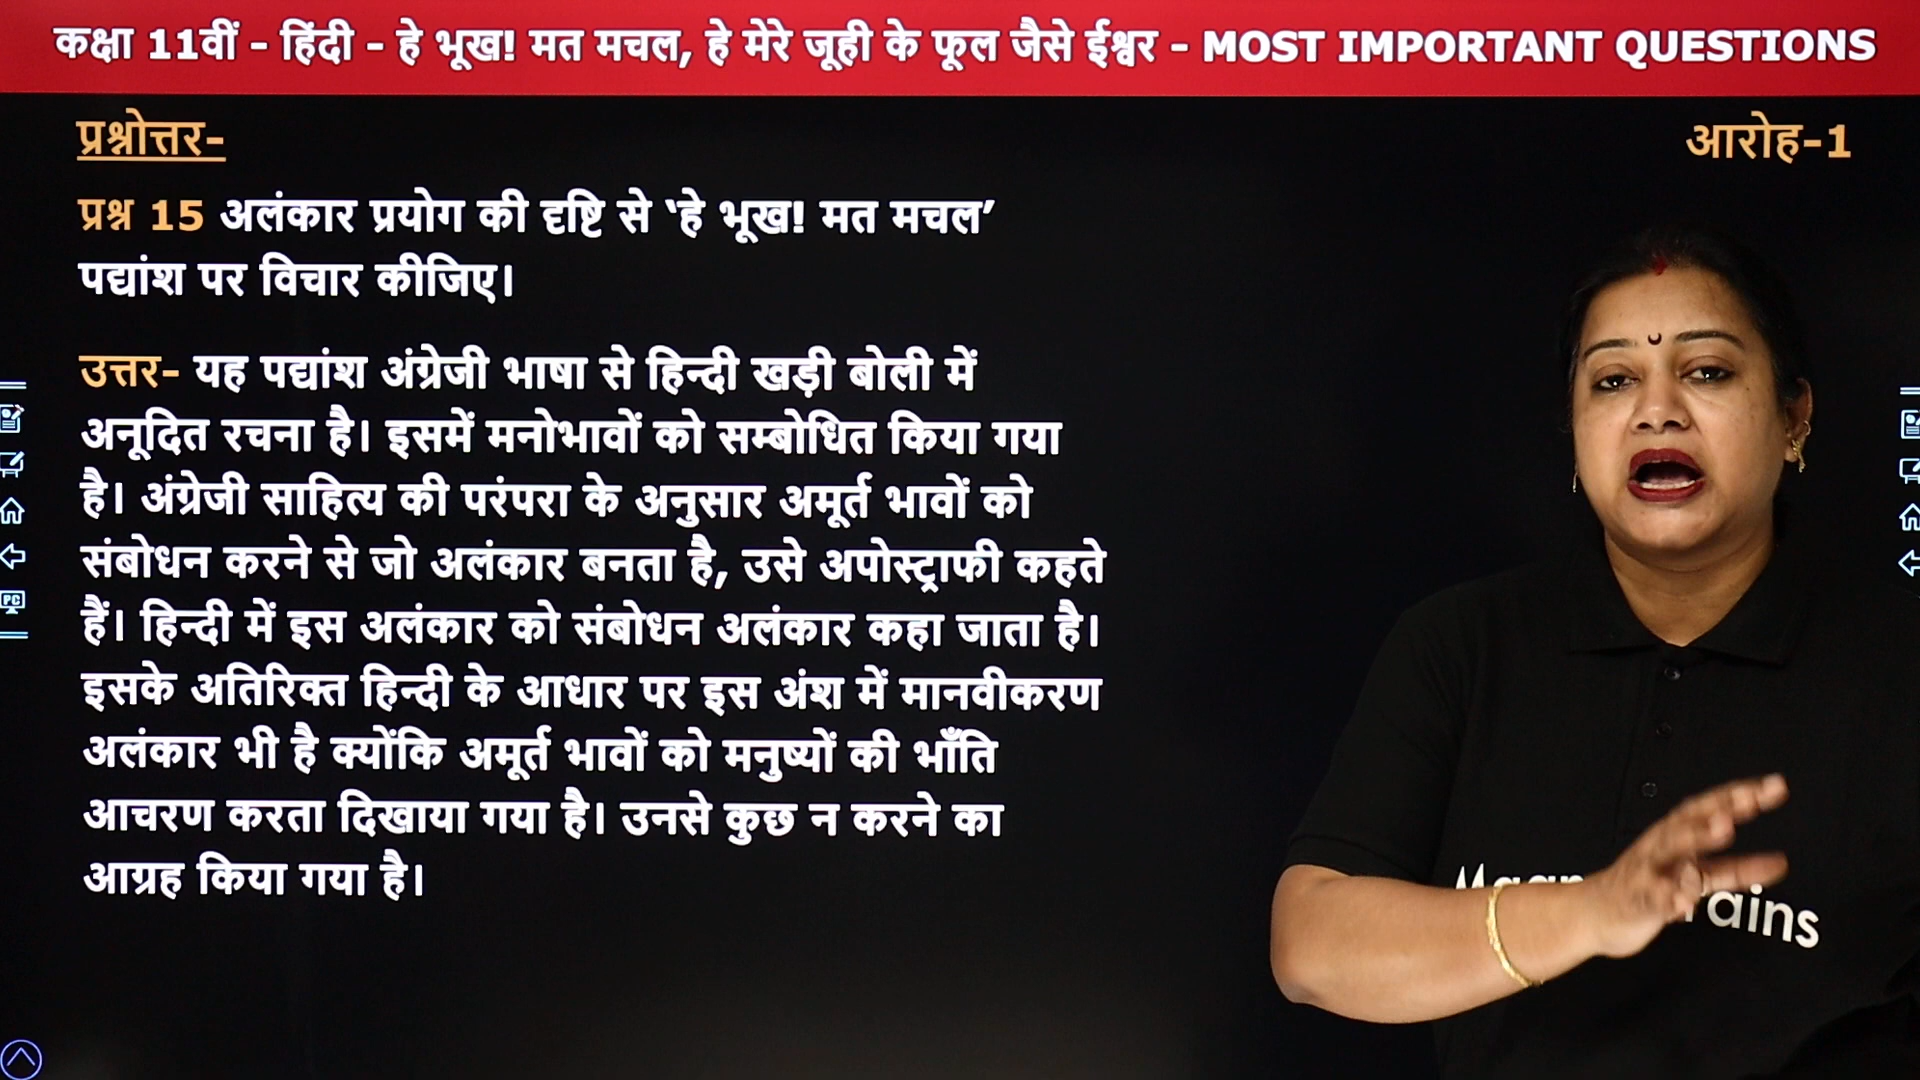 कक्षा 11वीं - हिंदी - हे भूख! मत मचल, हे मेरे जूही के फूल जैसे ईश्वर - MOST IMPORTANT QUESTIONS
प्रश्नोत्तर-
आरोह-1
प्रश्न 15 अलंकार प्रयोग की दृष्टि से ‘हे भूख! मत मचल’
पद्यांश पर विचार कीजिए।
उत्तर- यह पद्यांश अंग्रेजी भाषा से हिन्दी खड़ी बोली में
अनूदित रचना है। इसमें मनोभावों को सम्बोधित किया गया
है। अंग्रेजी साहित्य की परंपरा के अनुसार अमूर्त भावों को
संबोधन करने से जो अलंकार बनता है, उसे अपोस्ट्राफी कहते
हैं। हिन्दी में इस अलंकार को संबोधन अलंकार कहा जाता है।
इसके अतिरिक्त हिन्दी के आधार पर इस अंश में मानवीकरण
अलंकार भी है क्योंकि अमूर्त भावों को मनुष्यों की भाँति
आचरण करता दिखाया गया है। उनसे कुछ न करने का
आग्रह किया गया है।
PC